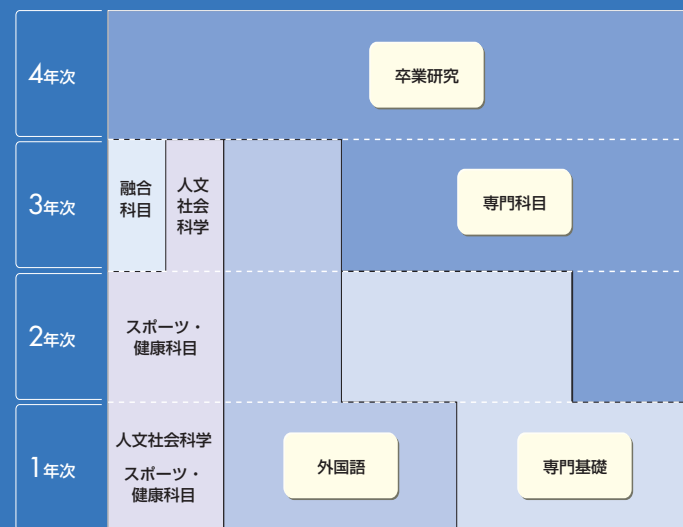 4年次
卒業研究
3年次
融合
科目
人文
社会
科学
専門科目
2年次
スポーツ・
健康科目
1年次
人文社会科学
スポーツ・
健康科目
外国語
専門基礎